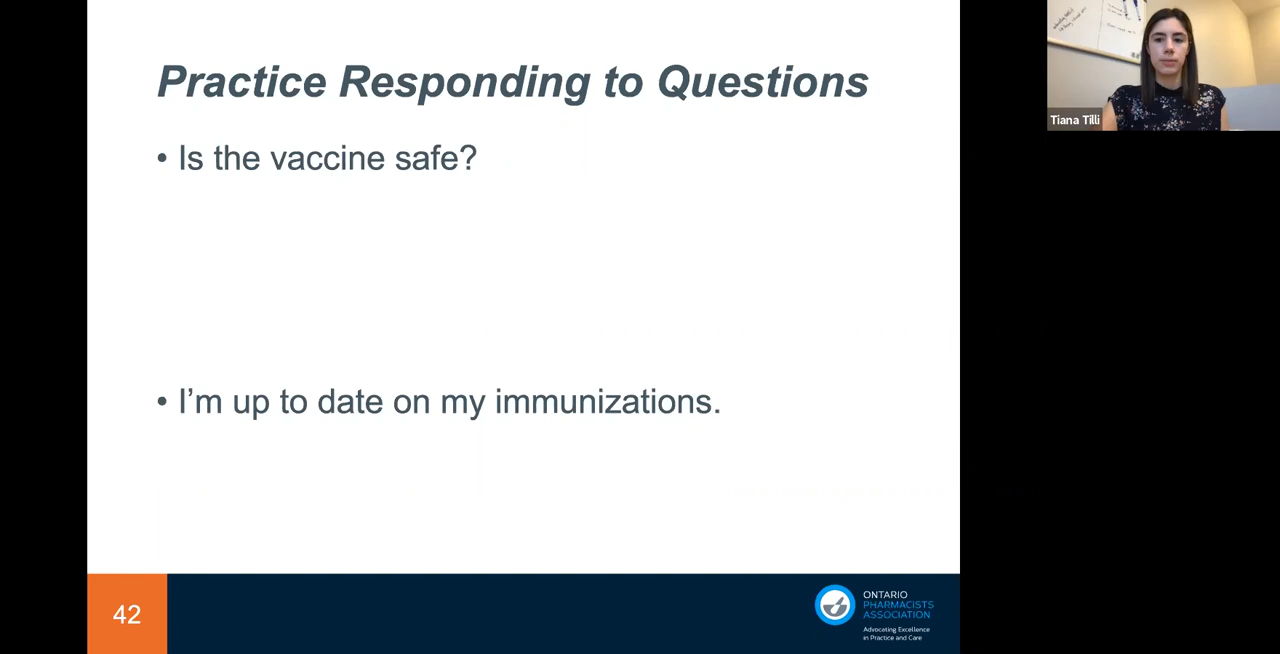 Practice Responding to Questions
• Is the vaccine safe?
• I'm up to date on my immunizations.
42
ONTARIO
PHARMACISTS
ASSOCIATION
Advocating Excellence
in Practice and Care
Tiana Tilli